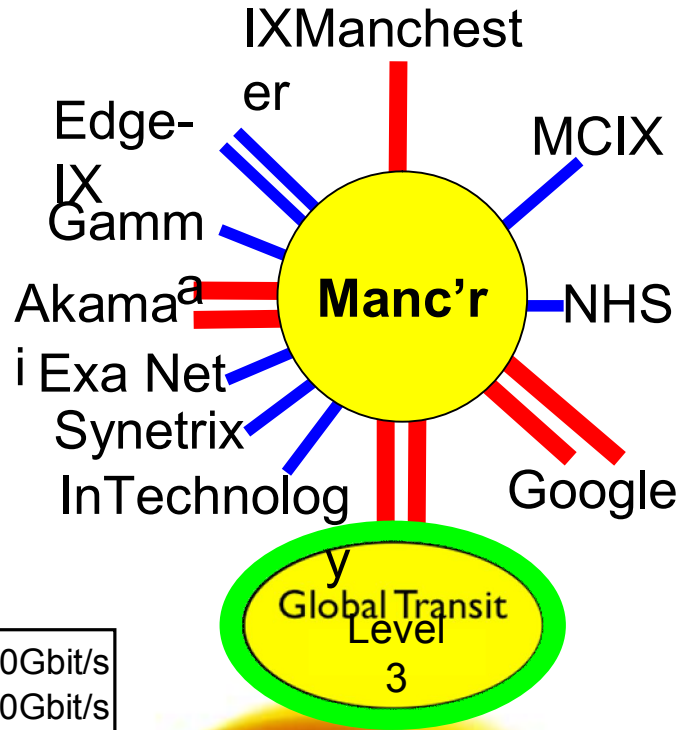 IXManchest
er
Edge-
IX
MCIX
Gamm
a
Akama
i
Manc'r
NHS
Exa Net
Synetrix
InTechnolog
y
Google
Global Transit
Level
3
0Gbit/s
0Gbit/s